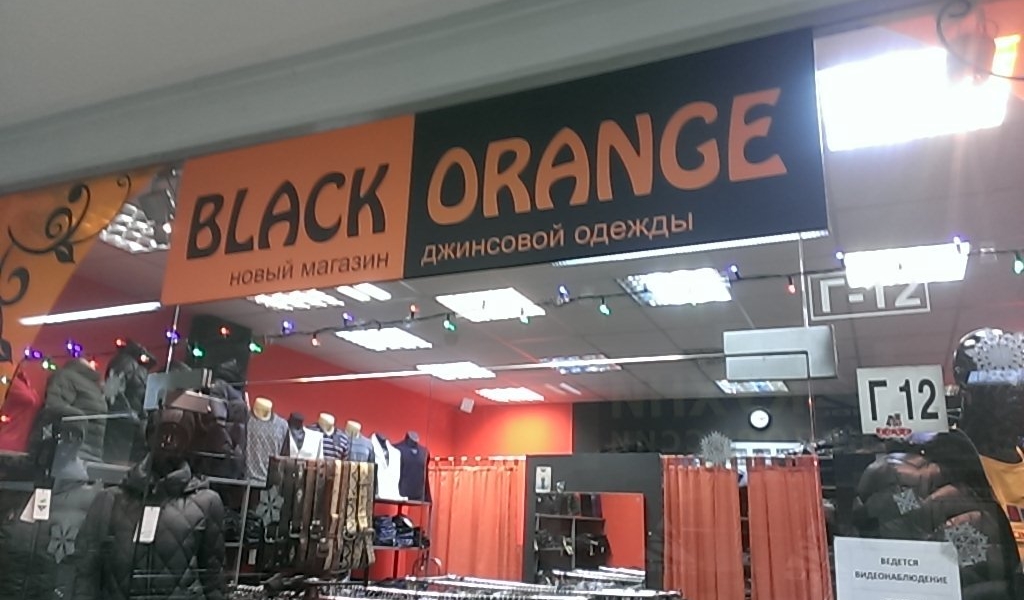 BLACK ORANGE
новый магазин джинсовой одежды
Г-12
Г 12
ВЕДЕТСЯ
ВИДЕОНАБЛЮДЕНИЕ